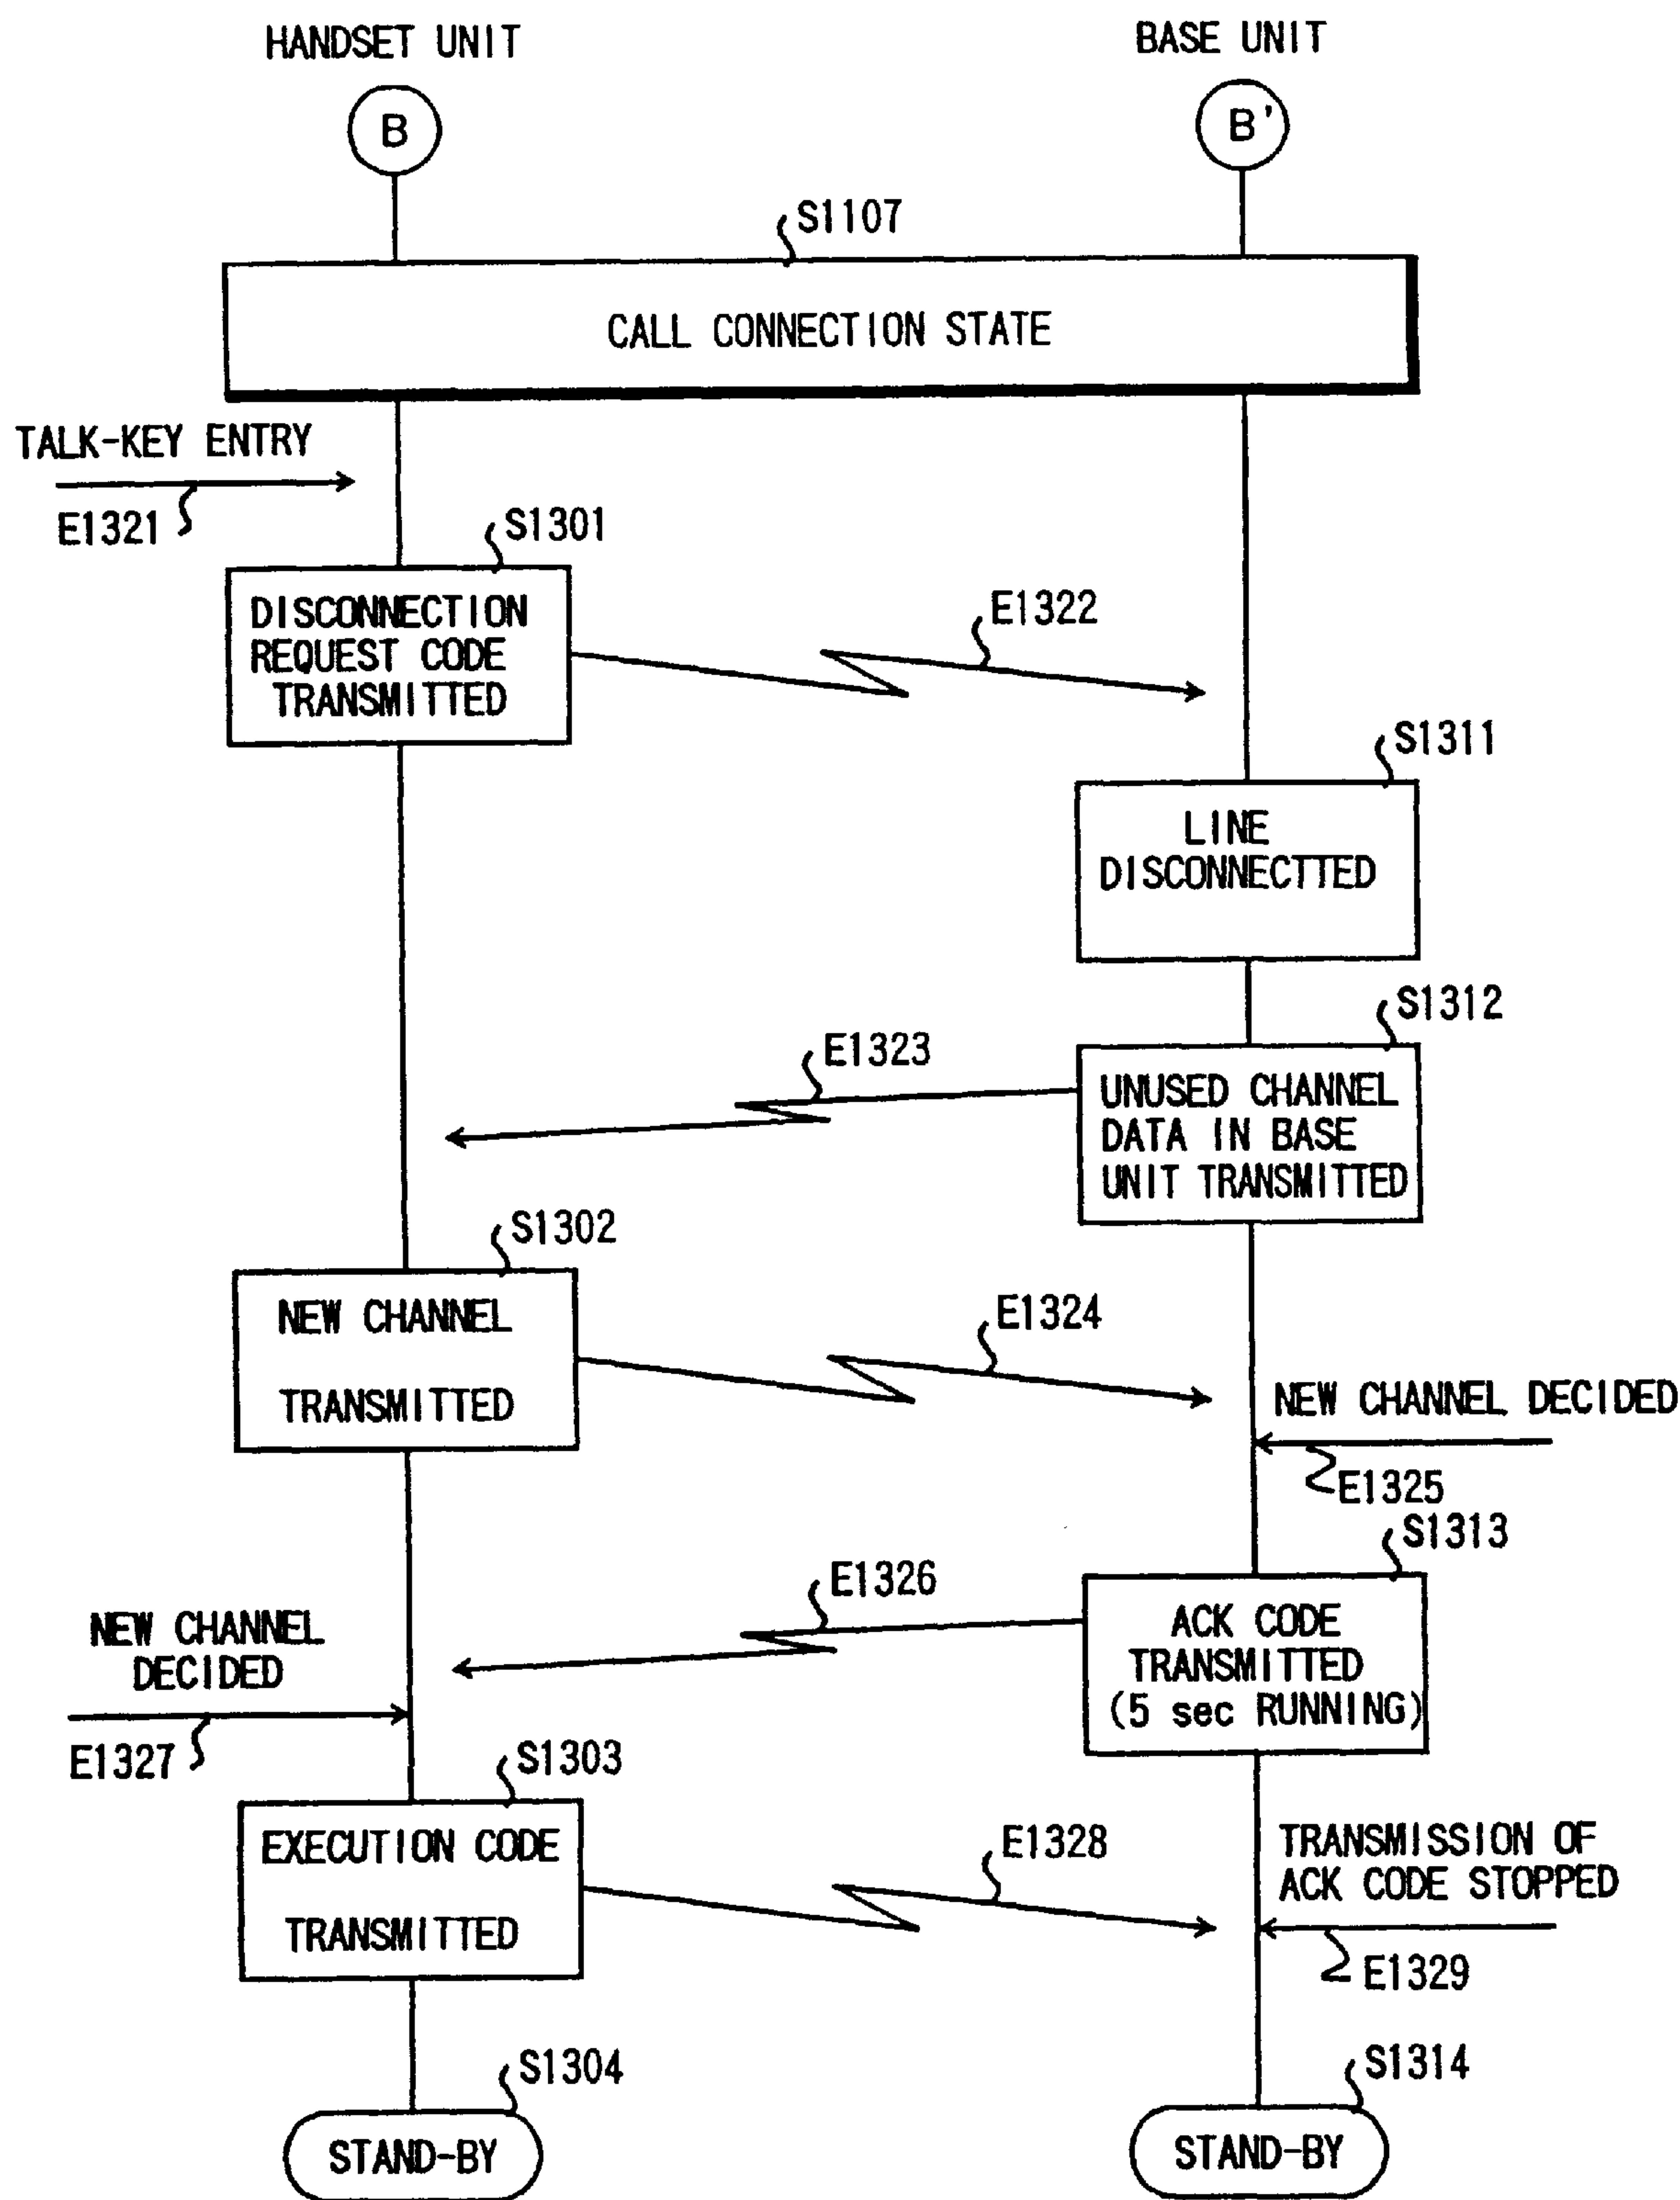 HANDSET UNIT
BASE UNIT
B
B'
S1107
CALL CONNECTION STATE
TALK-KEY ENTRY
E1321
S1301
DISCONNECTION
REQUEST CODE
TRANSMITTED
E1322
S1311
LINE
DISCONNECTTED
S1312
E1323
UNUSED CHANNEL
DATA IN BASE
UNIT TRANSMITTED
S1302
NEW CHANNEL
TRANSMITTED
E1324
NEW CHANNEL DECIDED
E1325
S1313
E1326
ACK CODE
TRANSMITTED
(5 sec RUNNING)
NEW CHANNEL
DECIDED
E1327
S1303
EXECUTION CODE
TRANSMITTED
E1328
TRANSMISSION OF
ACK CODE STOPPED
E1329
S1304
STAND-BY
S1314
STAND-BY